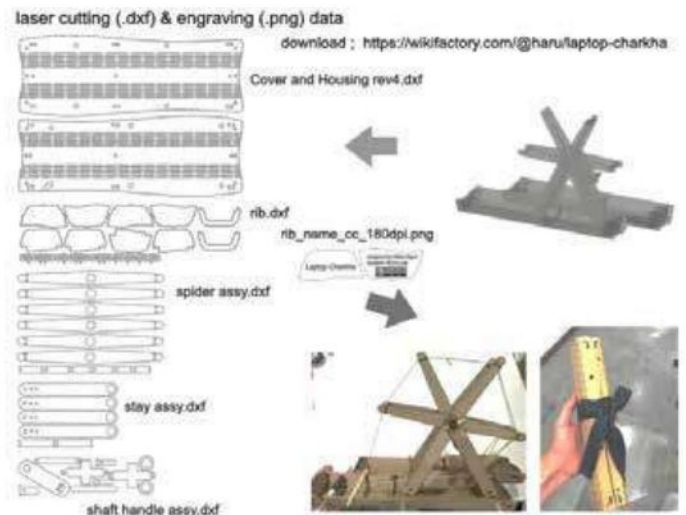 laser cutting (.dxf) & engraving (.png) data
download ; https://wikifactory.com/@haru/laptop-charkha
Cover and Housing rev4.dxf
rib.dxf
rib_name_cc_180dpi.png
Laptop-Charkha
spider assy.dxf
stay assy.dxf
shaft handle assy.dxf